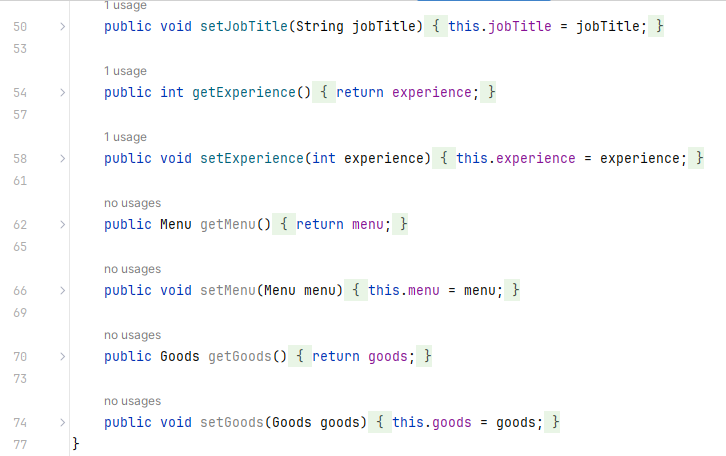 1 usage
50 public void setJobTitle(String jobTitle) { this.jobTitle = jobTitle; }
53
1 usage
54 public int getExperience() { return experience; }
57
1 usage
58 public void setExperience(int experience) { this.experience = experience; }
61
no usages
62 public Menu getMenu() { return menu; }
65
no usages
66 public void setMenu(Menu menu) { this.menu = menu; }
69
no usages
70 public Goods getGoods() { return goods; }
73
no usages
74 public void setGoods(Goods goods) { this.goods = goods; }
77 }